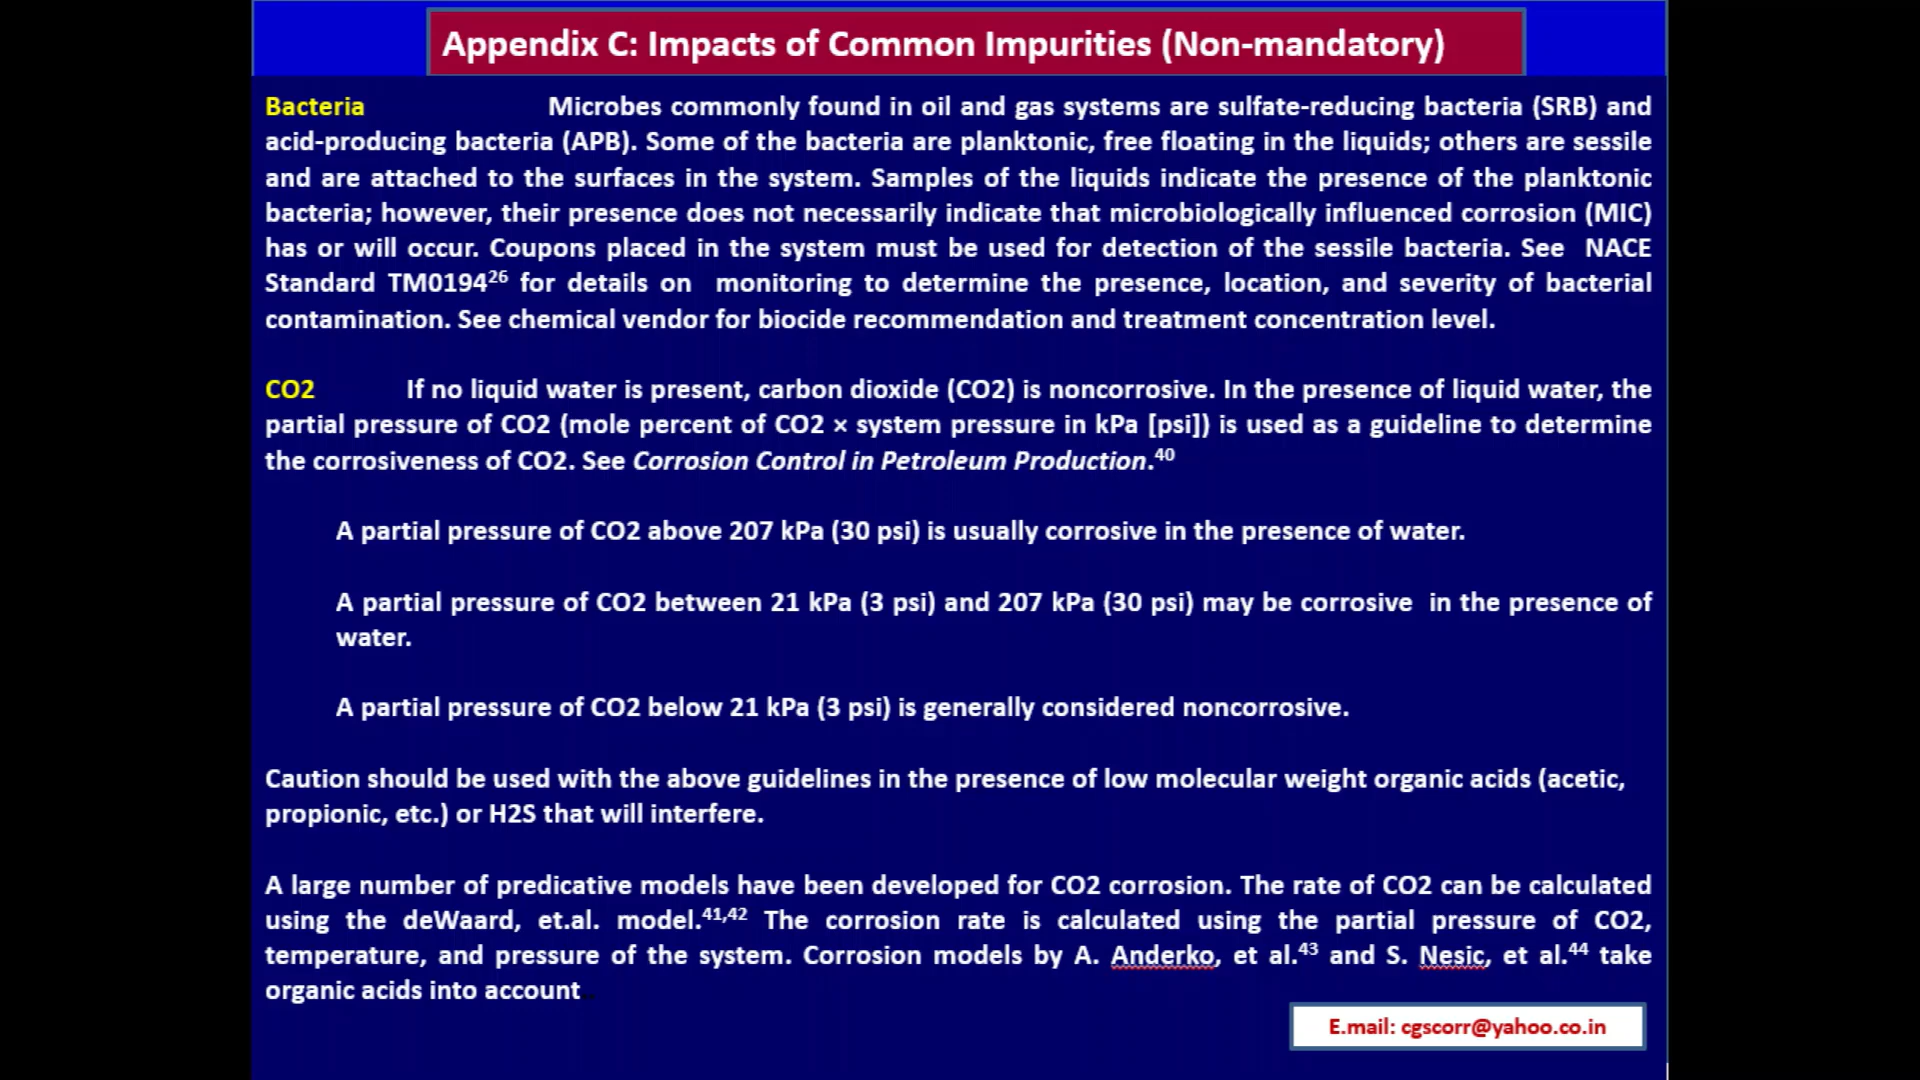 Appendix C: Impacts of Common Impurities (Non-mandatory)
Bacteria Microbes commonly found in oil and gas systems are sulfate-reducing bacteria (SRB) and
acid-producing bacteria (APB). Some of the bacteria are planktonic, free floating in the liquids; others are sessile
and are attached to the surfaces in the system. Samples of the liquids indicate the presence of the planktonic
bacteria; however, their presence does not necessarily indicate that microbiologically influenced corrosion (MIC)
has or will occur. Coupons placed in the system must be used for detection of the sessile bacteria. See NACE
Standard TM0194²⁶ for details on monitoring to determine the presence, location, and severity of bacterial
contamination. See chemical vendor for biocide recommendation and treatment concentration level.
CO2 If no liquid water is present, carbon dioxide (CO2) is noncorrosive. In the presence of liquid water, the
partial pressure of CO2 (mole percent of CO2 × system pressure in kPa [psi]) is used as a guideline to determine
the corrosiveness of CO2. See Corrosion Control in Petroleum Production.⁴⁰
A partial pressure of CO2 above 207 kPa (30 psi) is usually corrosive in the presence of water.
A partial pressure of CO2 between 21 kPa (3 psi) and 207 kPa (30 psi) may be corrosive in the presence of
water.
A partial pressure of CO2 below 21 kPa (3 psi) is generally considered noncorrosive.
Caution should be used with the above guidelines in the presence of low molecular weight organic acids (acetic,
propionic, etc.) or H2S that will interfere.
A large number of predicative models have been developed for CO2 corrosion. The rate of CO2 can be calculated
using the deWaard, et.al. model.⁴¹,⁴² The corrosion rate is calculated using the partial pressure of CO2,
temperature, and pressure of the system. Corrosion models by A. Anderko, et al.⁴³ and S. Nesic, et al.⁴⁴ take
organic acids into account
E.mail: cgscorr@yahoo.co.in